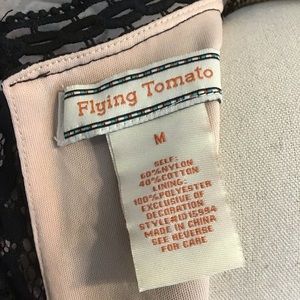 Flying Tomato
M
SELF:
60%NYLON
40%COTTON
LINING:
100%POLYESTER
EXCLUSIVE OF
DECORATION
STYLE#ID15594
MADE IN CHINA
SEE REVERSE
FOR CARE